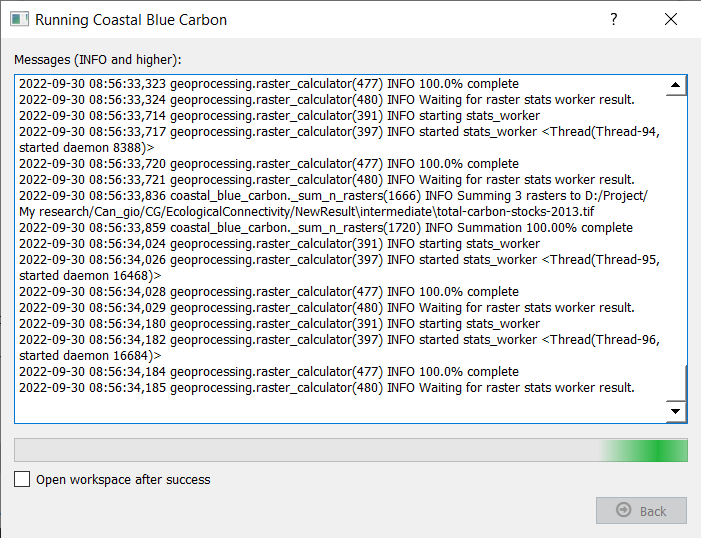 Running Coastal Blue Carbon
?
Messages (INFO and higher):
2022-09-30 08:56:33,323 geoprocessing.raster_calculator(477) INFO 100.0% complete
2022-09-30 08:56:33,324 geoprocessing.raster_calculator(480) INFO Waiting for raster stats worker result.
2022-09-30 08:56:33,714 geoprocessing.raster_calculator(391) INFO starting stats_worker
2022-09-30 08:56:33,717 geoprocessing.raster_calculator(397) INFO started stats_worker <Thread(Thread-94,
started daemon 8388)>
2022-09-30 08:56:33,720 geoprocessing.raster_calculator(477) INFO 100.0% complete
2022-09-30 08:56:33,721 geoprocessing.raster_calculator(480) INFO Waiting for raster stats worker result.
2022-09-30 08:56:33,836 coastal_blue_carbon._sum_n_rasters(1666) INFO Summing 3 rasters to D:/Project/
My research/Can_gio/CG/EcologicalConnectivity/NewResult\intermediate\total-carbon-stocks-2013.tif
2022-09-30 08:56:33,859 coastal_blue_carbon._sum_n_rasters(1720) INFO Summation 100.00% complete
2022-09-30 08:56:34,024 geoprocessing.raster_calculator(391) INFO starting stats_worker
2022-09-30 08:56:34,026 geoprocessing.raster_calculator(397) INFO started stats_worker <Thread(Thread-95,
started daemon 16468)>
2022-09-30 08:56:34,028 geoprocessing.raster_calculator(477) INFO 100.0% complete
2022-09-30 08:56:34,029 geoprocessing.raster_calculator(480) INFO Waiting for raster stats worker result.
2022-09-30 08:56:34,180 geoprocessing.raster_calculator(391) INFO starting stats_worker
2022-09-30 08:56:34,182 geoprocessing.raster_calculator(397) INFO started stats_worker <Thread(Thread-96,
started daemon 16684)>
2022-09-30 08:56:34,184 geoprocessing.raster_calculator(477) INFO 100.0% complete
2022-09-30 08:56:34,185 geoprocessing.raster_calculator(480) INFO Waiting for raster stats worker result.
Open workspace after success
Back